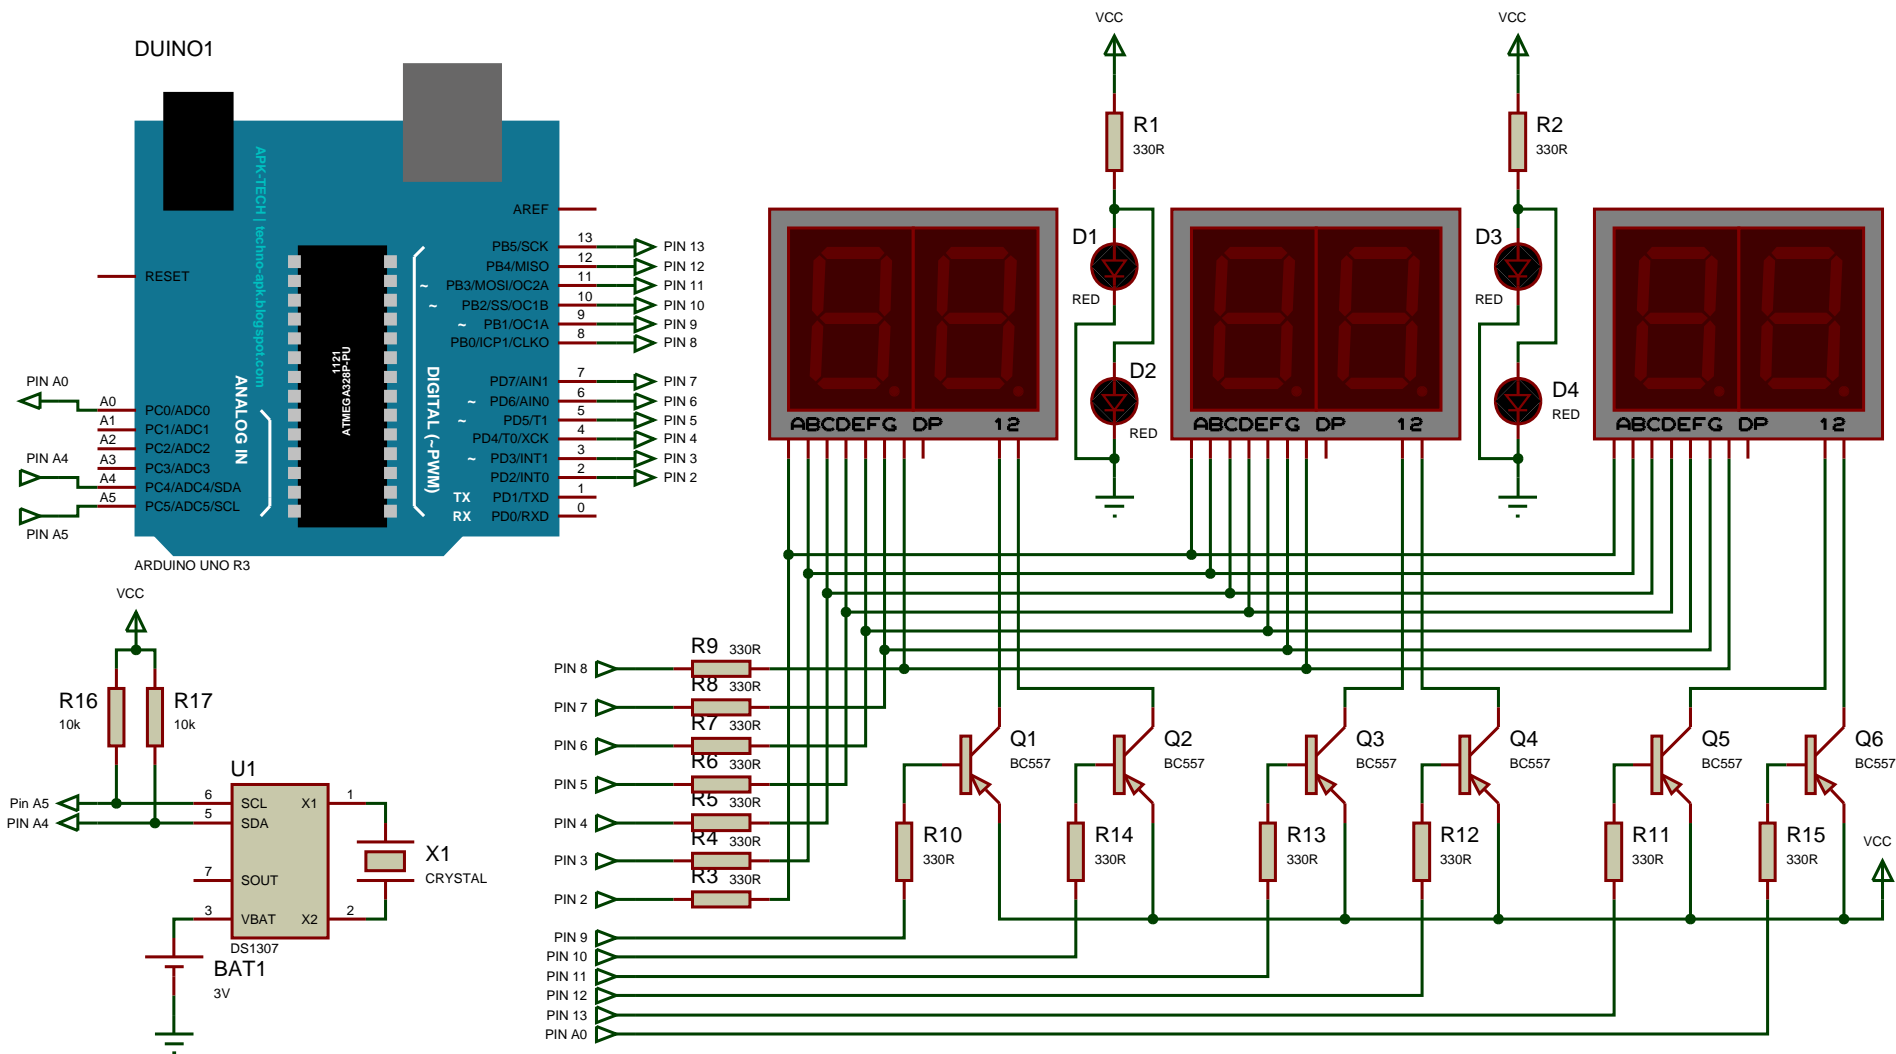 DUINO1
APK-TECH | techno-apk.blogspot.com
RESET
AREF
13
PB5/SCK
PIN 13
12
PB4/MISO
PIN 12
11
~ PB3/MOSI/OC2A
PIN 11
10
~ PB2/SS/OC1B
PIN 10
9
~ PB1/OC1A
PIN 9
8
PB0/ICP1/CLKO
PIN 8
7
PD7/AIN1
PIN 7
6
~ PD6/AIN0
PIN 6
5
~ PD5/T1
PIN 5
4
PD4/T0/XCK
PIN 4
3
~ PD3/INT1
PIN 3
2
PD2/INT0
PIN 2
1
TX PD1/TXD
0
RX PD0/RXD
DIGITAL (~PWM)
1121
ATMEGA328P-PU
ANALOG IN
PIN A0
A0
PC0/ADC0
A1
PC1/ADC1
A2
PC2/ADC2
A3
PC3/ADC3
PIN A4
A4
PC4/ADC4/SDA
A5
PC5/ADC5/SCL
PIN A5
ARDUINO UNO R3
VCC
R1
330R
D1
RED
D2
RED
VCC
R2
330R
D3
RED
D4
RED
ABCDEFG DP 12
ABCDEFG DP 12
ABCDEFG DP 12
VCC
R16
10k
R17
10k
U1
Pin A5
6
SCL
X1
1
PIN A4
5
SDA
7
SOUT
3
VBAT
X2
2
DS1307
X1
CRYSTAL
BAT1
3V
R9 330R
PIN 8
R8 330R
PIN 7
R7 330R
PIN 6
R6 330R
PIN 5
R5 330R
PIN 4
R4 330R
PIN 3
R3 330R
PIN 2
PIN 9
PIN 10
PIN 11
PIN 12
PIN 13
PIN A0
Q1
BC557
Q2
BC557
Q3
BC557
Q4
BC557
Q5
BC557
Q6
BC557
R10
330R
R14
330R
R13
330R
R12
330R
R11
330R
R15
330R
VCC